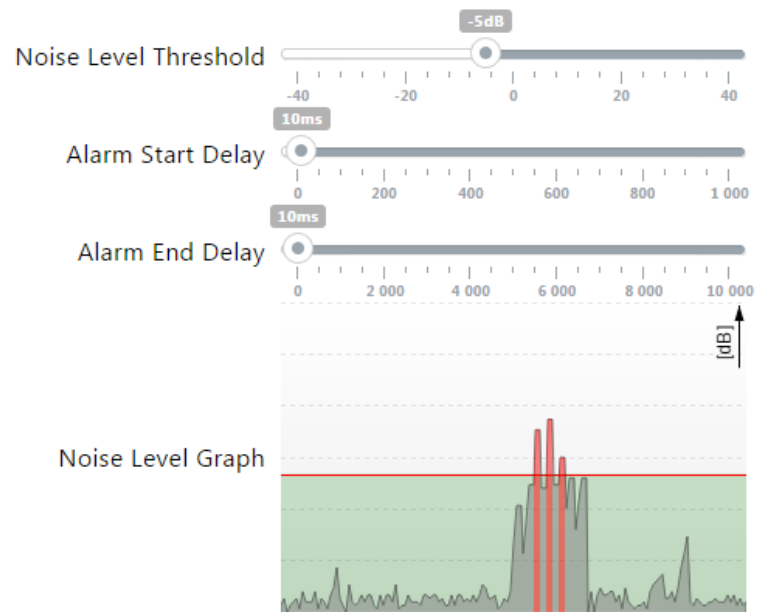 -5dB
Noise Level Threshold
-40 -20 0 20 40
10ms
Alarm Start Delay
0 200 400 600 800 1 000
10ms
Alarm End Delay
0 2 000 4 000 6 000 8 000 10 000
[dB]
Noise Level Graph